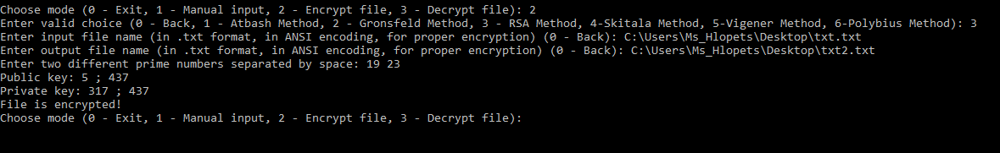 Choose mode (0 - Exit, 1 - Manual input, 2 - Encrypt file, 3 - Decrypt file): 2
Enter valid choice (0 - Back, 1 - Atbash Method, 2 - Gronsfeld Method, 3 - RSA Method, 4-Skitala Method, 5-Vigener Method, 6-Polybius Method): 3
Enter input file name (in .txt format, in ANSI encoding, for proper encryption) (0 - Back): C:\Users\Ms_Hlopets\Desktop\txt.txt
Enter output file name (in .txt format, in ANSI encoding, for proper encryption) (0 - Back): C:\Users\Ms_Hlopets\Desktop\txt2.txt
Enter two different prime numbers separated by space: 19 23
Public key: 5 ; 437
Private key: 317 ; 437
File is encrypted!
Choose mode (0 - Exit, 1 - Manual input, 2 - Encrypt file, 3 - Decrypt file):